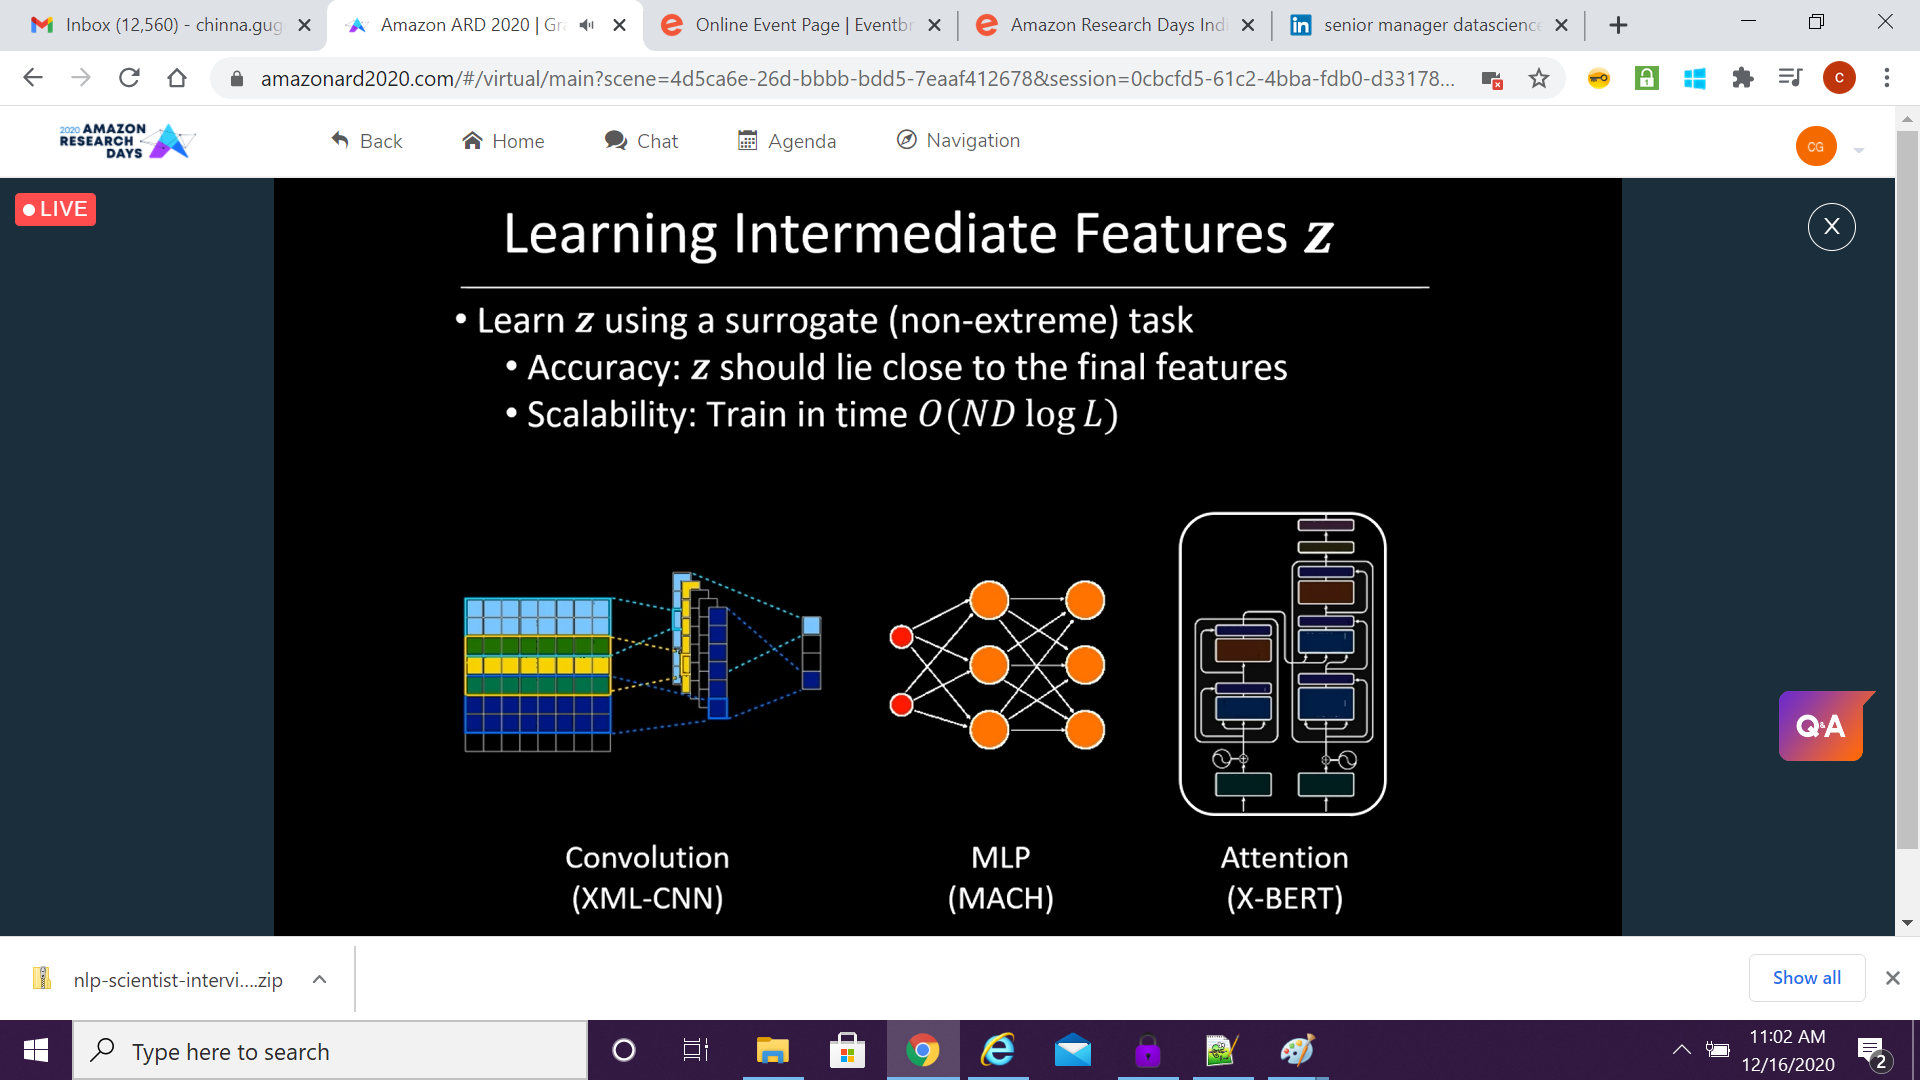 Inbox (12,560) - chinna.gug
Amazon ARD 2020 | Gr
Online Event Page | Eventbr
Amazon Research Days Indi
in
senior manager datascience
amazonard2020.com/#/virtual/main?scene=4d5ca6e-26d-bbbb-bdd5-7eaaf412678&session=0cbcfd5-61c2-4bba-fdb0-d33178...
C
2020 AMAZON
RESEARCH
DAYS
Back
Home
Chat
Agenda
Navigation
CG
LIVE
X
Learning Intermediate Features z
• Learn z using a surrogate (non-extreme) task
• Accuracy: z should lie close to the final features
• Scalability: Train in time O(ND log L)
Q&A
Convolution
(XML-CNN)
MLP
(MACH)
Attention
(X-BERT)
nlp-scientist-intervi....zip
Show all
Type here to search
11:02 AM
12/16/2020
2